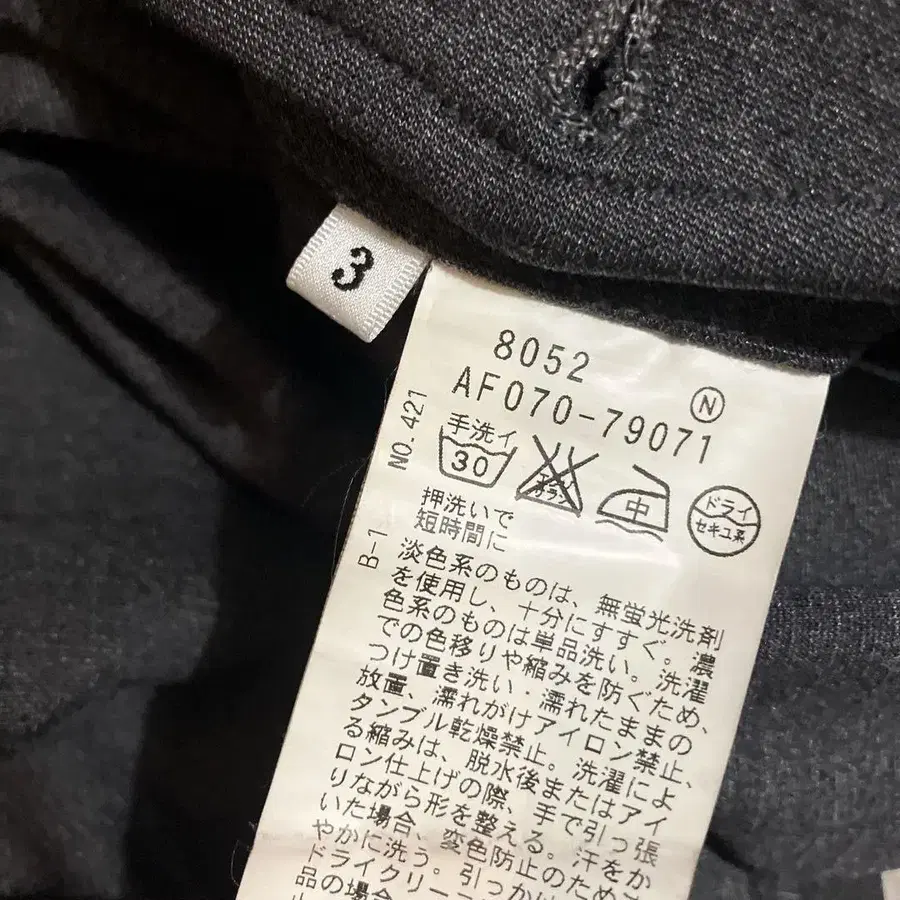 3
8052
AF070-79071
N
NO. 421
手洗イ
30
エンソ
サラシ
中
ドライ
セキユ系
B-1
押洗いで
短時間に
淡色系のものは、無蛍光洗剤
を使用し、十分にすすぐ。濃
色系のものは単品洗い。洗濯
での色移りや縮みを防ぐため、
つけ置き洗い・濡れたままの
放置、濡れがけアイロン禁止、
タンブル乾燥禁止。洗濯によ
る縮みは、脱水後またはアイ
ロン仕上げの際、手で引っ張
りながら形を整える。汗をか
いた場合、変色防止のため
やかに洗う。引っか
ドライクリーニ
品の場